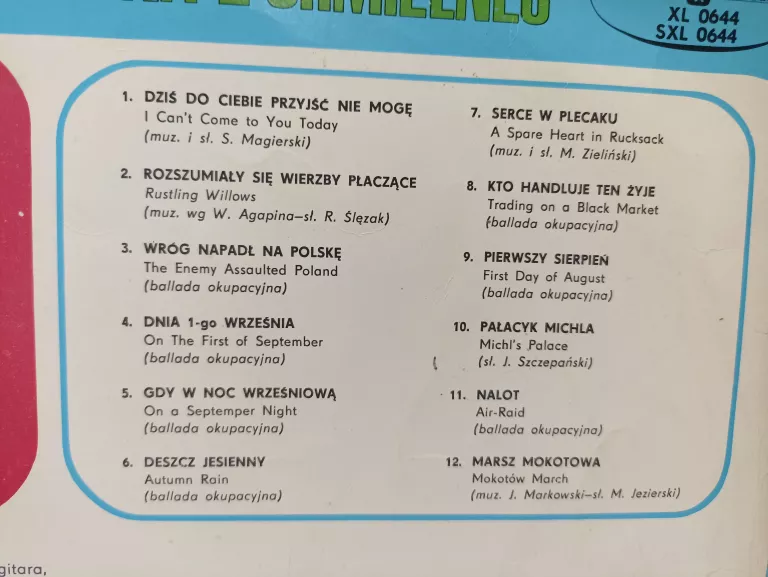 XL 0644
SXL 0644
1. DZIŚ DO CIEBIE PRZYJŚĆ NIE MOGĘ
I Can't Come to You Today
(muz. i sł. S. Magierski)
2. ROZSZUMIAŁY SIĘ WIERZBY PŁACZĄCE
Rustling Willows
(muz. wg W. Agapina–sł. R. Ślęzak)
3. WRÓG NAPADŁ NA POLSKĘ
The Enemy Assaulted Poland
(ballada okupacyjna)
4. DNIA 1-go WRZEŚNIA
On The First of September
(ballada okupacyjna)
5. GDY W NOC WRZEŚNIOWĄ
On a Septemper Night
(ballada okupacyjna)
6. DESZCZ JESIENNY
Autumn Rain
(ballada okupacyjna)
7. SERCE W PLECAKU
A Spare Heart in Rucksack
(muz. i sł. M. Zieliński)
8. KTO HANDLUJE TEN ŻYJE
Trading on a Black Market
(ballada okupacyjna)
9. PIERWSZY SIERPIEŃ
First Day of August
(ballada okupacyjna)
10. PAŁACYK MICHLA
Michl's Palace
(sł. J. Szczepański)
11. NALOT
Air-Raid
(ballada okupacyjna)
12. MARSZ MOKOTOWA
Mokotów March
(muz. J. Markowski–sł. M. Jezierski)
gitara,